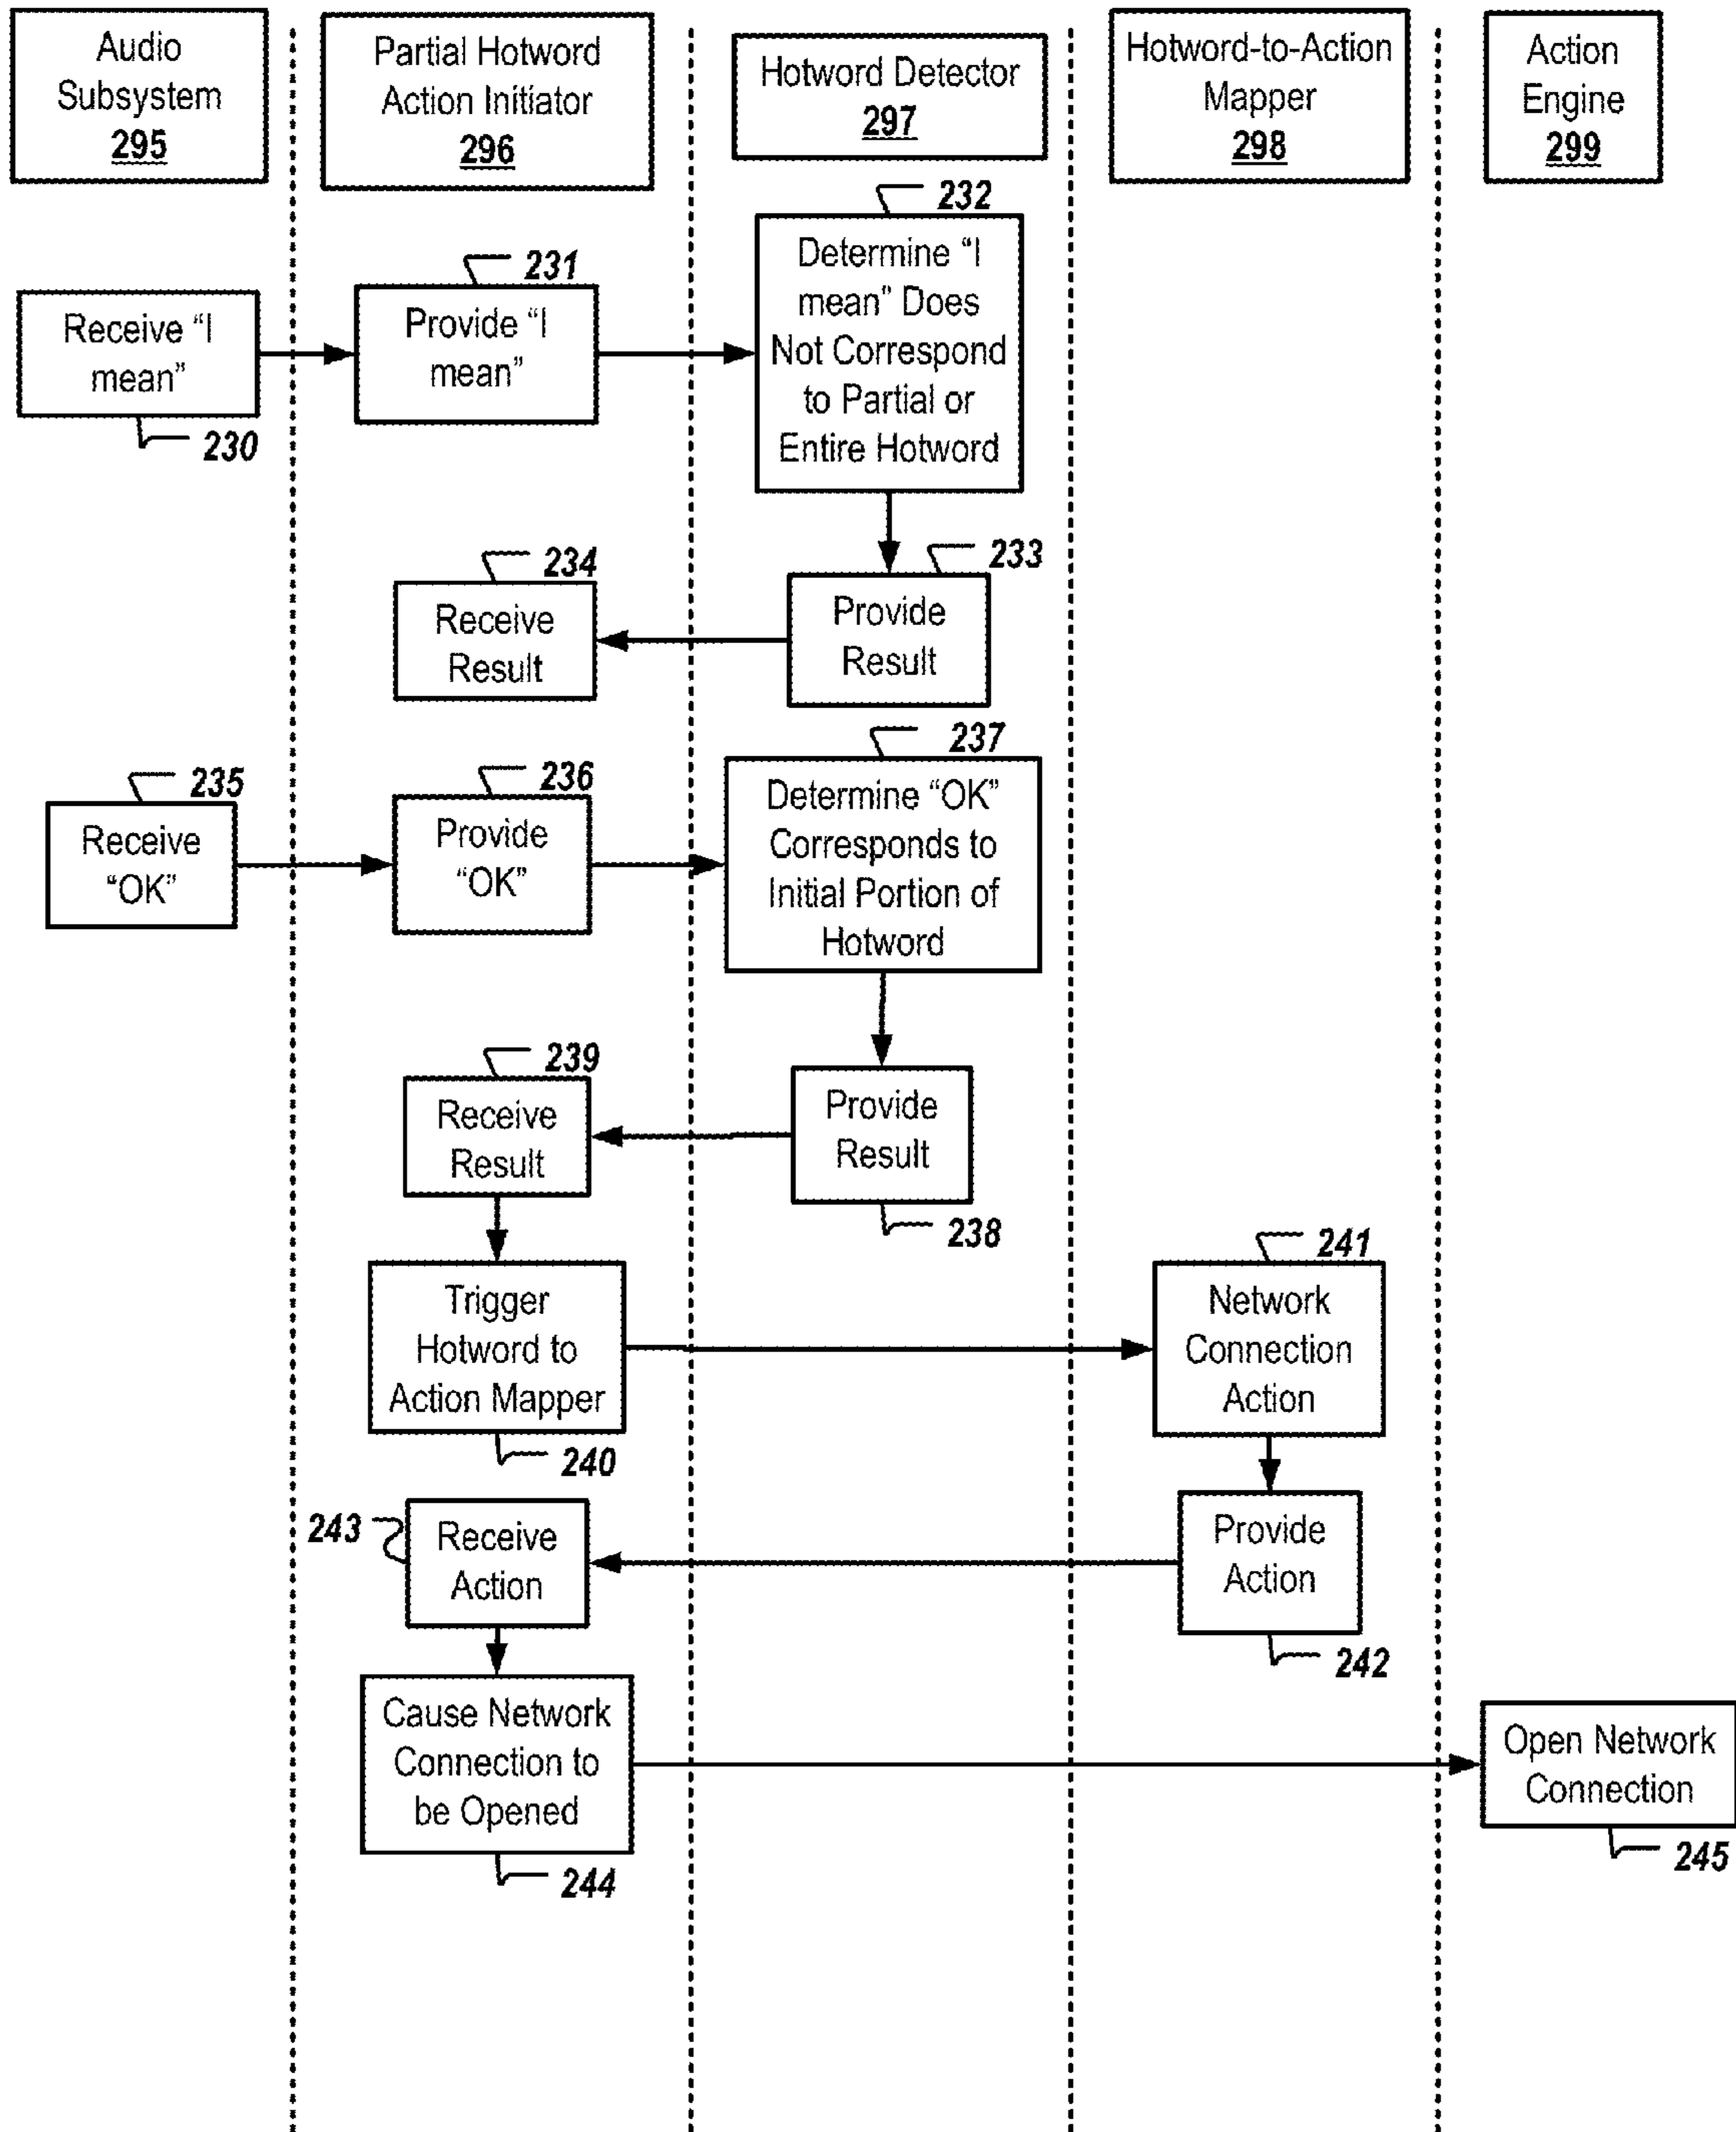 Audio
Subsystem
295
Partial Hotword
Action Initiator
296
Hotword Detector
297
Hotword-to-Action
Mapper
298
Action
Engine
299
232
Determine “I
mean” Does
Not Correspond
to Partial or
Entire Hotword
231
Provide “I
mean”
Receive “I
mean”
230
234
Receive
Result
233
Provide
Result
235
Receive
“OK”
236
Provide
“OK”
237
Determine “OK”
Corresponds to
Initial Portion of
Hotword
239
Receive
Result
Provide
Result
238
Trigger
Hotword to
Action Mapper
240
241
Network
Connection
Action
243
Receive
Action
Provide
Action
242
Cause Network
Connection to
be Opened
244
Open Network
Connection
245